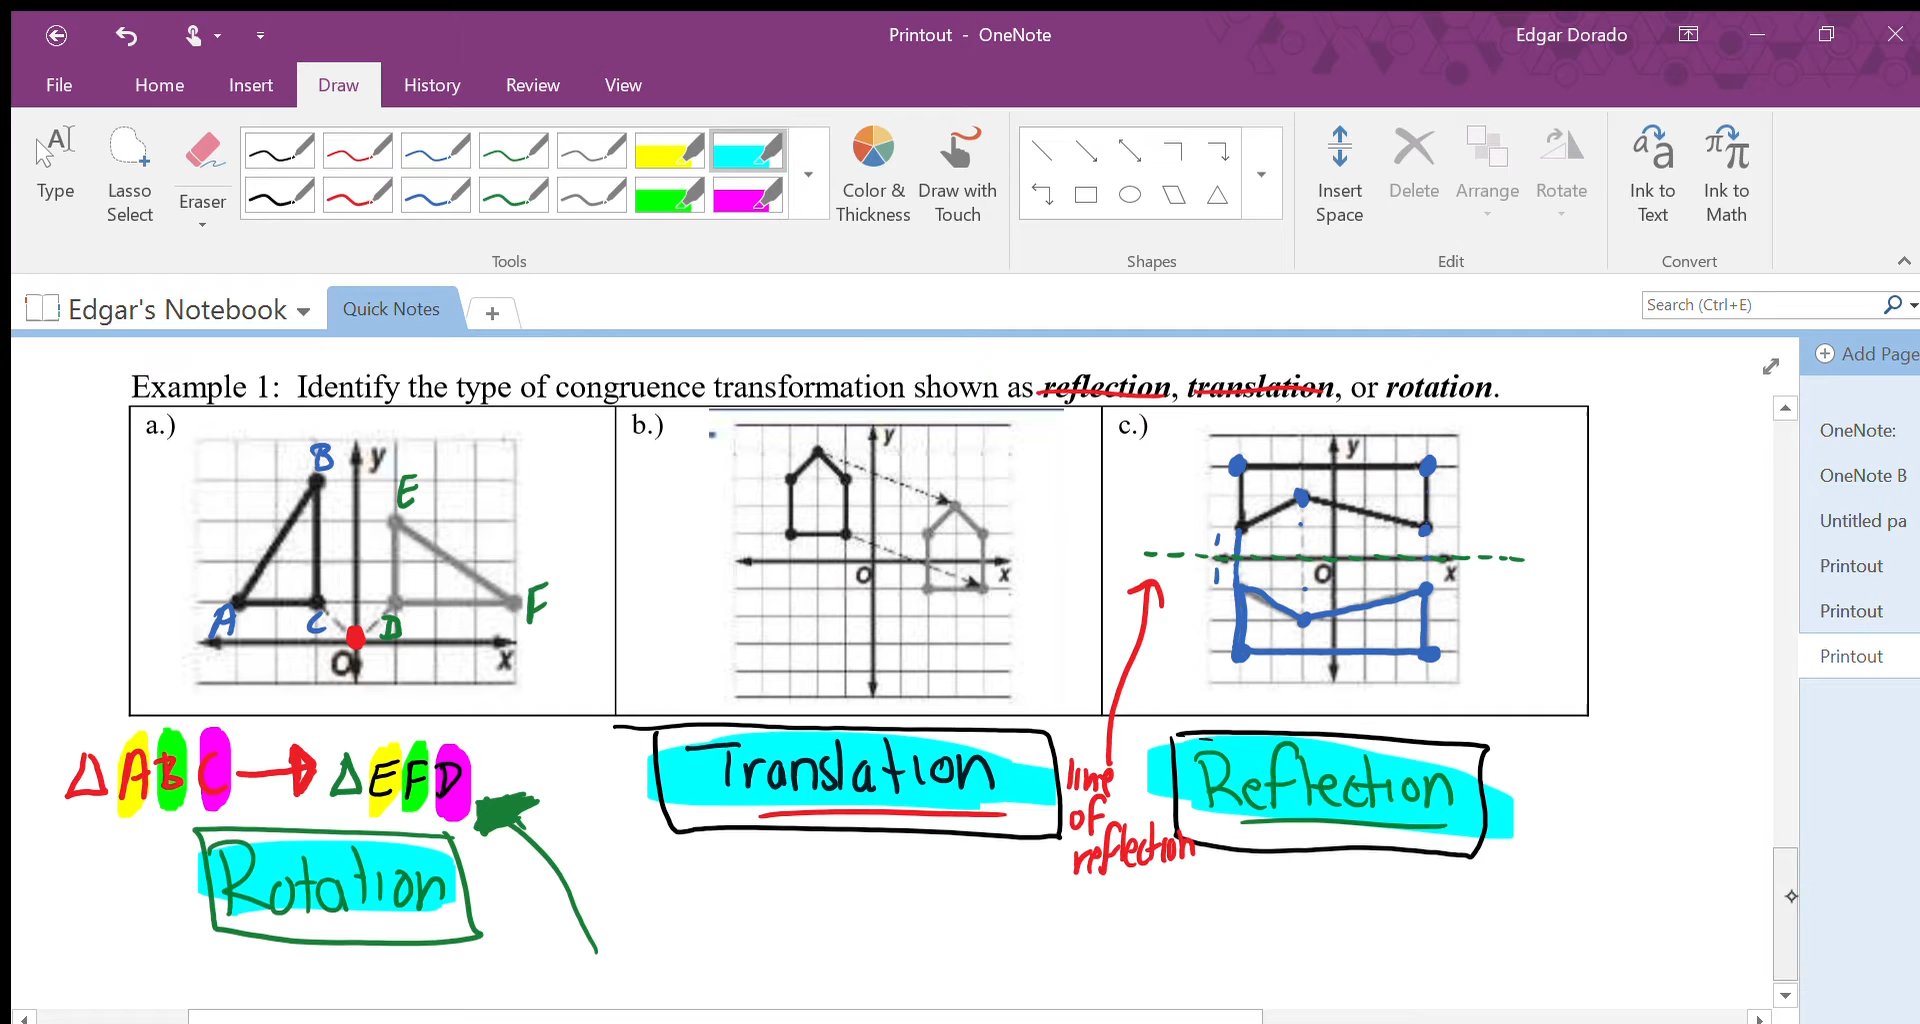 Printout - OneNote
Edgar Dorado
File Home Insert Draw History Review View
Type
Lasso Select
Eraser
Color & Thickness
Draw with Touch
Insert Space
Delete
Arrange
Rotate
Ink to Text
Ink to Math
Tools Shapes Edit Convert
Edgar's Notebook
Quick Notes
+
Search (Ctrl+E)
Add Page
OneNote:
OneNote B
Untitled pa
Printout
Printout
Printout
Example 1: Identify the type of congruence transformation shown as reflection, translation, or rotation.
a.) b.) c.)
B y E
A C D F
O x
y
O x
y
O x
△ABC → △EFD
Rotation
Translation
line
of
reflection
Reflection